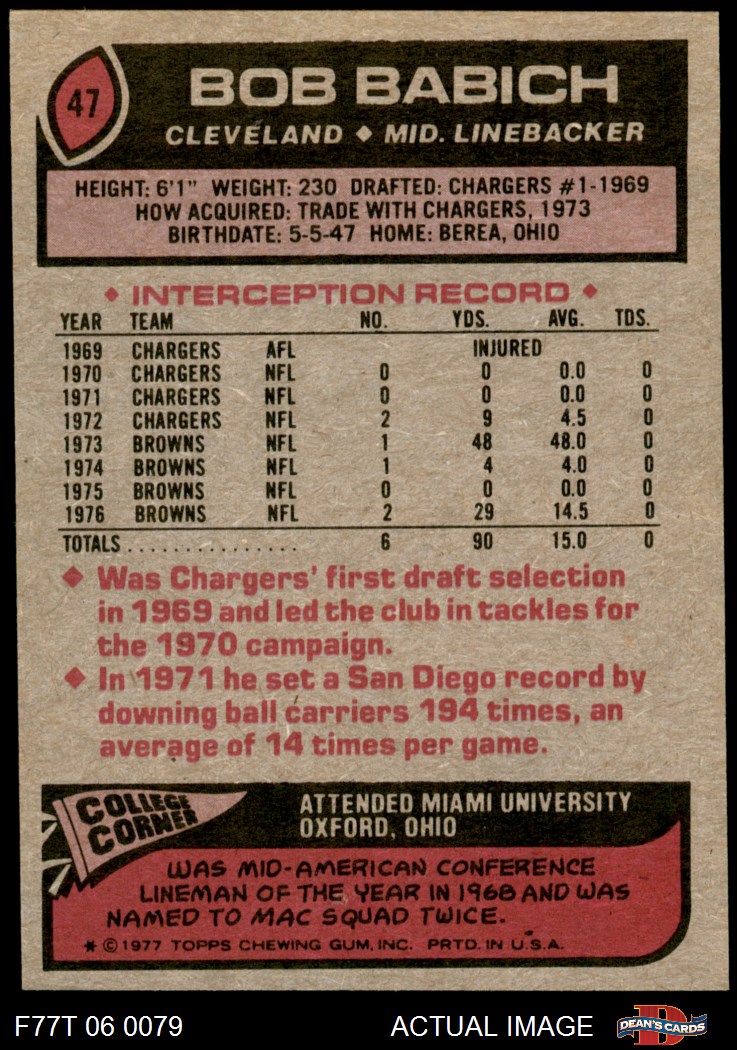 47
BOB BABICH
CLEVELAND ◆ MID. LINEBACKER
HEIGHT: 6'1" WEIGHT: 230 DRAFTED: CHARGERS #1-1969
HOW ACQUIRED: TRADE WITH CHARGERS, 1973
BIRTHDATE: 5-5-47 HOME: BEREA, OHIO
◆ INTERCEPTION RECORD ◆
YEAR TEAM NO. YDS. AVG. TDS.
1969 CHARGERS AFL INJURED
1970 CHARGERS NFL 0 0 0.0 0
1971 CHARGERS NFL 0 0 0.0 0
1972 CHARGERS NFL 2 9 4.5 0
1973 BROWNS NFL 1 48 48.0 0
1974 BROWNS NFL 1 4 4.0 0
1975 BROWNS NFL 0 0 0.0 0
1976 BROWNS NFL 2 29 14.5 0
TOTALS................ 6 90 15.0 0
◆ Was Chargers' first draft selection
in 1969 and led the club in tackles for
the 1970 campaign.
◆ In 1971 he set a San Diego record by
downing ball carriers 194 times, an
average of 14 times per game.
COLLEGE
CORNER
ATTENDED MIAMI UNIVERSITY
OXFORD, OHIO
WAS MID-AMERICAN CONFERENCE
LINEMAN OF THE YEAR IN 1968 AND WAS
NAMED TO MAC SQUAD TWICE.
* © 1977 TOPPS CHEWING GUM, INC. PRTD. IN U.S.A.
F77T 06 0079 ACTUAL IMAGE
D
DEAN'S CARDS